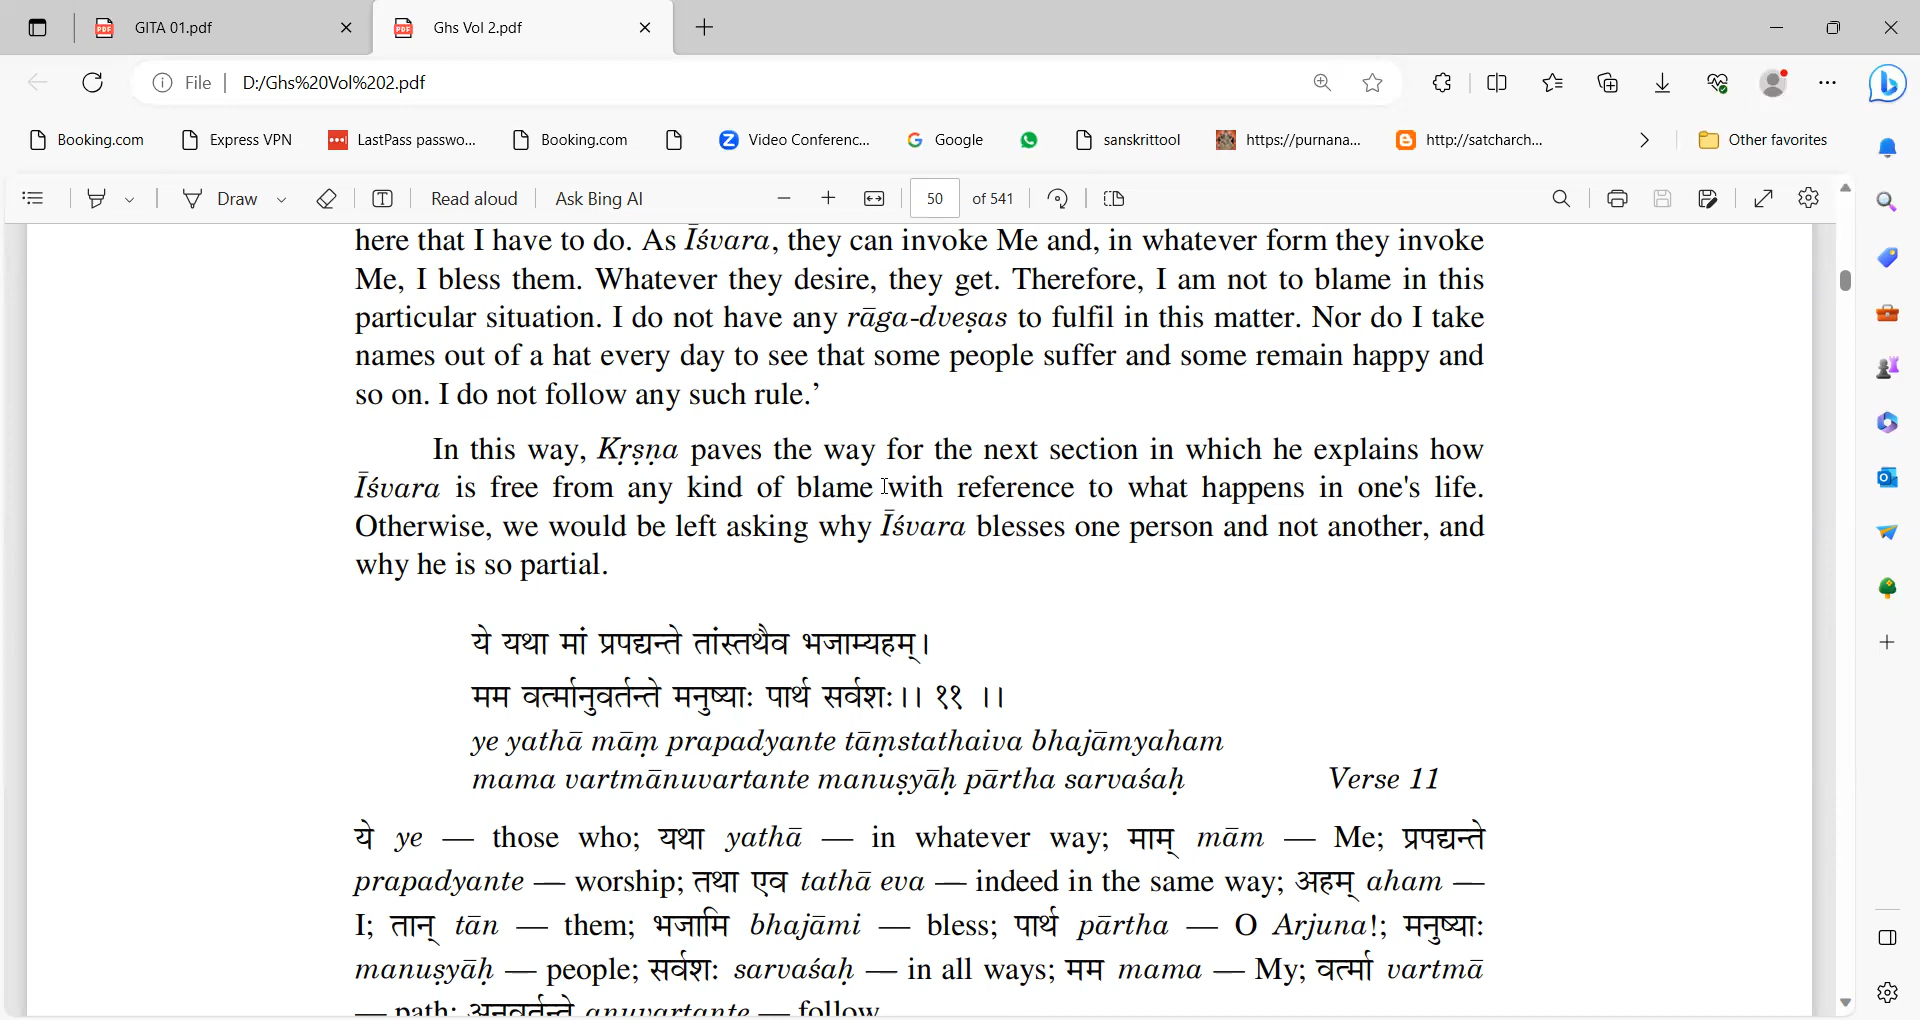 GITA 01.pdf
Ghs Vol 2.pdf
File
D:/Ghs%20Vol%202.pdf
Booking.com
Express VPN
LastPass passwo...
Booking.com
Video Conferenc...
Google
sanskrittool
https://purnana...
http://satcharch...
Other favorites
Draw
Read aloud
Ask Bing AI
50 of 541
here that I have to do. As Īśvara, they can invoke Me and, in whatever form they invoke
Me, I bless them. Whatever they desire, they get. Therefore, I am not to blame in this
particular situation. I do not have any rāga-dveṣas to fulfil in this matter. Nor do I take
names out of a hat every day to see that some people suffer and some remain happy and
so on. I do not follow any such rule.’
In this way, Kṛṣṇa paves the way for the next section in which he explains how
Īśvara is free from any kind of blame with reference to what happens in one's life.
Otherwise, we would be left asking why Īśvara blesses one person and not another, and
why he is so partial.
ये यथा मां प्रपद्यन्ते तांस्तथैव भजाम्यहम्।
मम वर्त्मानुवर्तन्ते मनुष्याः पार्थ सर्वशः।। ११ ।।
ye yathā māṃ prapadyante tāṃstathaiva bhajāmyaham
mama vartmānuvartante manuṣyāḥ pārtha sarvaśaḥ Verse 11
ये ye — those who; यथा yathā — in whatever way; माम् mām — Me; प्रपद्यन्ते
prapadyante — worship; तथा एव tathā eva — indeed in the same way; अहम् aham —
I; तान् tān — them; भजामि bhajāmi — bless; पार्थ pārtha — O Arjuna!; मनुष्याः
manuṣyāḥ — people; सर्वशः sarvaśaḥ — in all ways; मम mama — My; वर्त्मा vartmā
— path; अनुवर्तन्ते anuvartante — follow